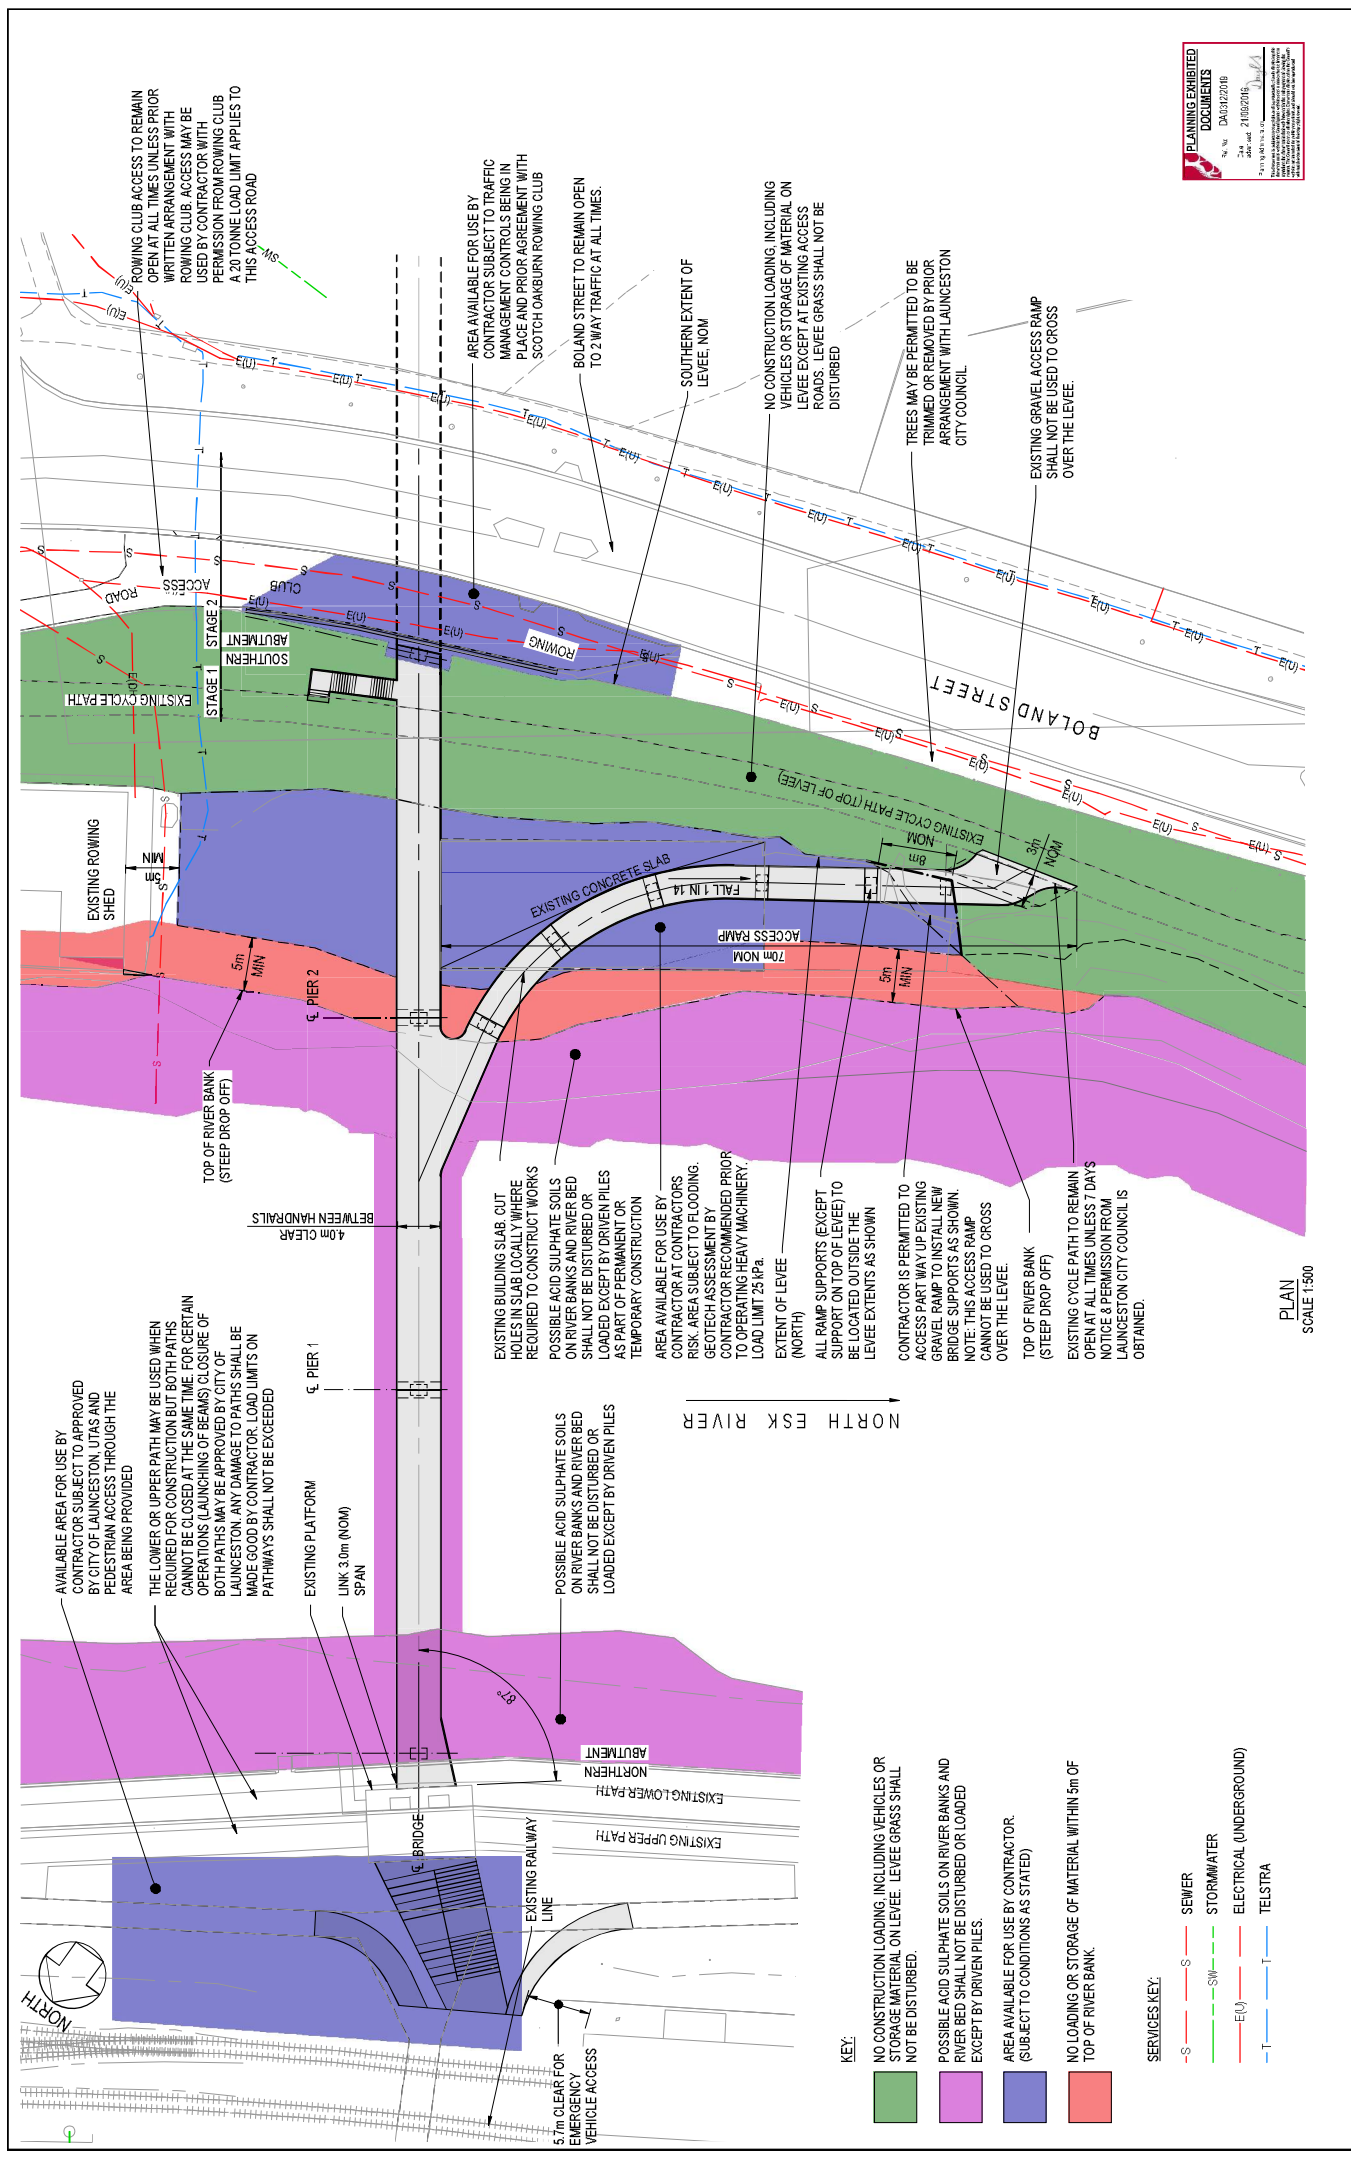 PLANNING EXHIBITED
DOCUMENTS
DA0312/2019
21/09/2019
ROWING CLUB ACCESS TO REMAIN
OPEN AT ALL TIMES UNLESS PRIOR
WRITTEN ARRANGEMENT WITH
ROWING CLUB. ACCESS MAY BE
USED BY CONTRACTOR WITH
PERMISSION FROM ROWING CLUB
A 20 TONNE LOAD LIMIT APPLIES TO
THIS ACCESS ROAD
AREA AVAILABLE FOR USE BY
CONTRACTOR SUBJECT TO TRAFFIC
MANAGEMENT CONTROLS BEING IN
PLACE AND PRIOR AGREEMENT WITH
SCOTCH OAKBURN ROWING CLUB
BOLAND STREET TO REMAIN OPEN
TO 2 WAY TRAFFIC AT ALL TIMES.
SOUTHERN EXTENT OF
LEVEE, NOM
NO CONSTRUCTION LOADING, INCLUDING
VEHICLES OR STORAGE OF MATERIAL ON
LEVEE EXCEPT AT EXISTING ACCESS
ROADS. LEVEE GRASS SHALL NOT BE
DISTURBED
TREES MAY BE PERMITTED TO BE
TRIMMED OR REMOVED BY PRIOR
ARRANGEMENT WITH LAUNCESTON
CITY COUNCIL
EXISTING GRAVEL ACCESS RAMP
SHALL NOT BE USED TO CROSS
OVER THE LEVEE.
SW
ROWING
CLUB
ACCESS
ROAD
STAGE 1
STAGE 2
SOUTHERN
ABUTMENT
EXISTING CYCLE PATH
EXISTING ROWING
SHED
5m
MIN
5m
MIN
EXISTING CONCRETE SLAB
FALL 1 IN 14
ACCESS RAMP
70m NOM
EXISTING CYCLE PATH (TOP OF LEVEE)
8m
NOM
3m
NOM
5m
MIN
BOLAND STREET
℄ PIER 2
TOP OF RIVER BANK
(STEEP DROP OFF)
4.0m CLEAR
BETWEEN HANDRAILS
℄ PIER 1
EXISTING BUILDING SLAB. CUT
HOLES IN SLAB LOCALLY WHERE
REQUIRED TO CONSTRUCT WORKS
POSSIBLE ACID SULPHATE SOILS
ON RIVER BANKS AND RIVER BED
SHALL NOT BE DISTURBED OR
LOADED EXCEPT BY DRIVEN PILES
AS PART OF PERMANENT OR
TEMPORARY CONSTRUCTION
AREA AVAILABLE FOR USE BY
CONTRACTOR AT CONTRACTORS
RISK. AREA SUBJECT TO FLOODING.
GEOTECH ASSESSMENT BY
CONTRACTOR RECOMMENDED PRIOR
TO OPERATING HEAVY MACHINERY.
LOAD LIMIT 25 kPa.
EXTENT OF LEVEE
(NORTH)
ALL RAMP SUPPORTS (EXCEPT
SUPPORT ON TOP OF LEVEE) TO
BE LOCATED OUTSIDE THE
LEVEE EXTENTS AS SHOWN
CONTRACTOR IS PERMITTED TO
ACCESS PART WAY UP EXISTING
GRAVEL RAMP TO INSTALL NEW
BRIDGE SUPPORTS AS SHOWN.
NOTE: THIS ACCESS RAMP
CANNOT BE USED TO CROSS
OVER THE LEVEE.
TOP OF RIVER BANK
(STEEP DROP OFF)
EXISTING CYCLE PATH TO REMAIN
OPEN AT ALL TIMES UNLESS 7 DAYS
NOTICE & PERMISSION FROM
LAUNCESTON CITY COUNCIL IS
OBTAINED.
NORTH ESK RIVER
PLAN
SCALE 1:500
AVAILABLE AREA FOR USE BY
CONTRACTOR SUBJECT TO APPROVED
BY CITY OF LAUNCESTON, UTAS AND
PEDESTRIAN ACCESS THROUGH THE
AREA BEING PROVIDED
THE LOWER OR UPPER PATH MAY BE USED WHEN
REQUIRED FOR CONSTRUCTION BUT BOTH PATHS
CANNOT BE CLOSED AT THE SAME TIME. FOR CERTAIN
OPERATIONS (LAUNCHING OF BEAMS) CLOSURE OF
BOTH PATHS MAY BE APPROVED BY CITY OF
LAUNCESTON. ANY DAMAGE TO PATHS SHALL BE
MADE GOOD BY CONTRACTOR. LOAD LIMITS ON
PATHWAYS SHALL NOT BE EXCEEDED
EXISTING PLATFORM
LINK 3.0m (NOM)
SPAN
POSSIBLE ACID SULPHATE SOILS
ON RIVER BANKS AND RIVER BED
SHALL NOT BE DISTURBED OR
LOADED EXCEPT BY DRIVEN PILES
87°
NORTHERN
ABUTMENT
EXISTING LOWER PATH
EXISTING UPPER PATH
℄ BRIDGE
EXISTING RAILWAY
LINE
NORTH
5.7m CLEAR FOR
EMERGENCY
VEHICLE ACCESS
KEY:
NO CONSTRUCTION LOADING, INCLUDING VEHICLES OR
STORAGE MATERIAL ON LEVEE. LEVEE GRASS SHALL
NOT BE DISTURBED.
POSSIBLE ACID SULPHATE SOILS ON RIVER BANKS AND
RIVER BED SHALL NOT BE DISTURBED OR LOADED
EXCEPT BY DRIVEN PILES.
AREA AVAILABLE FOR USE BY CONTRACTOR.
(SUBJECT TO CONDITIONS AS STATED)
NO LOADING OR STORAGE OF MATERIAL WITHIN 5m OF
TOP OF RIVER BANK.
SERVICES KEY:
S S SEWER
SW STORMWATER
E(U) ELECTRICAL (UNDERGROUND)
T T TELSTRA